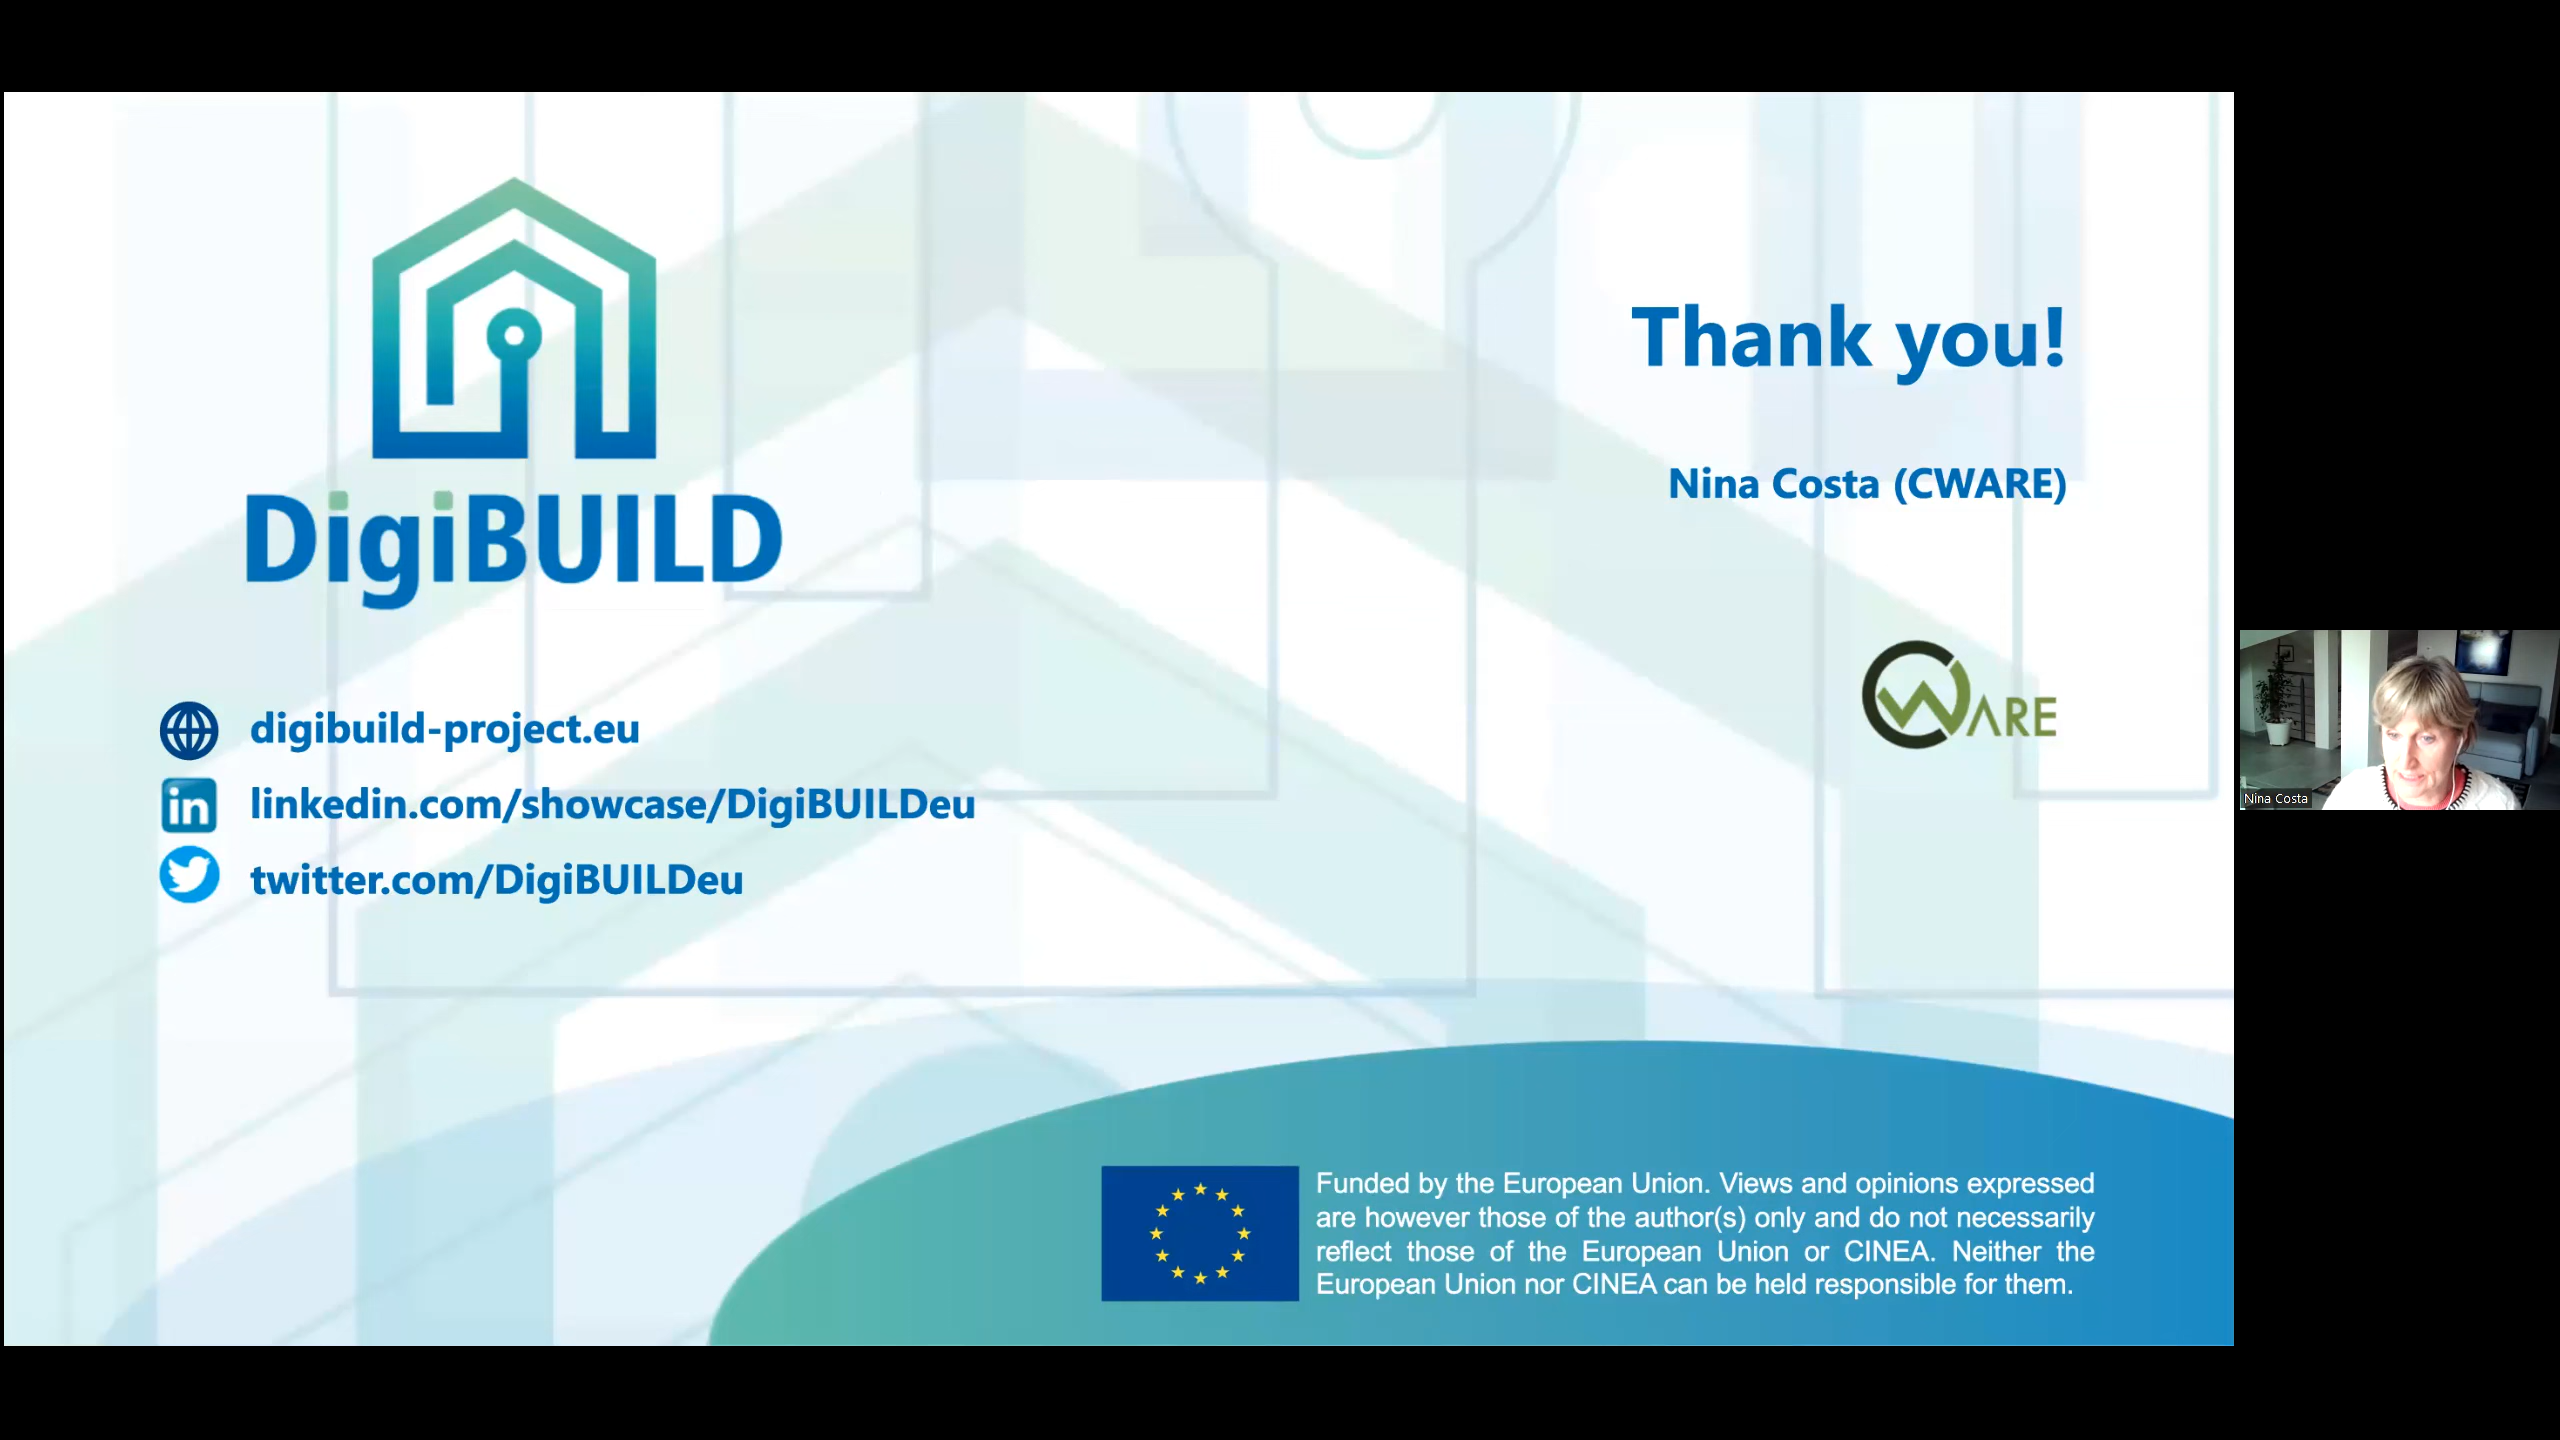 DigiBUILD
digibuild-project.eu
in linkedin.com/showcase/DigiBUILDeu
twitter.com/DigiBUILDeu
Thank you!
Nina Costa (CWARE)
CWARE
Nina Costa
Funded by the European Union. Views and opinions expressed
are however those of the author(s) only and do not necessarily
reflect those of the European Union or CINEA. Neither the
European Union nor CINEA can be held responsible for them.